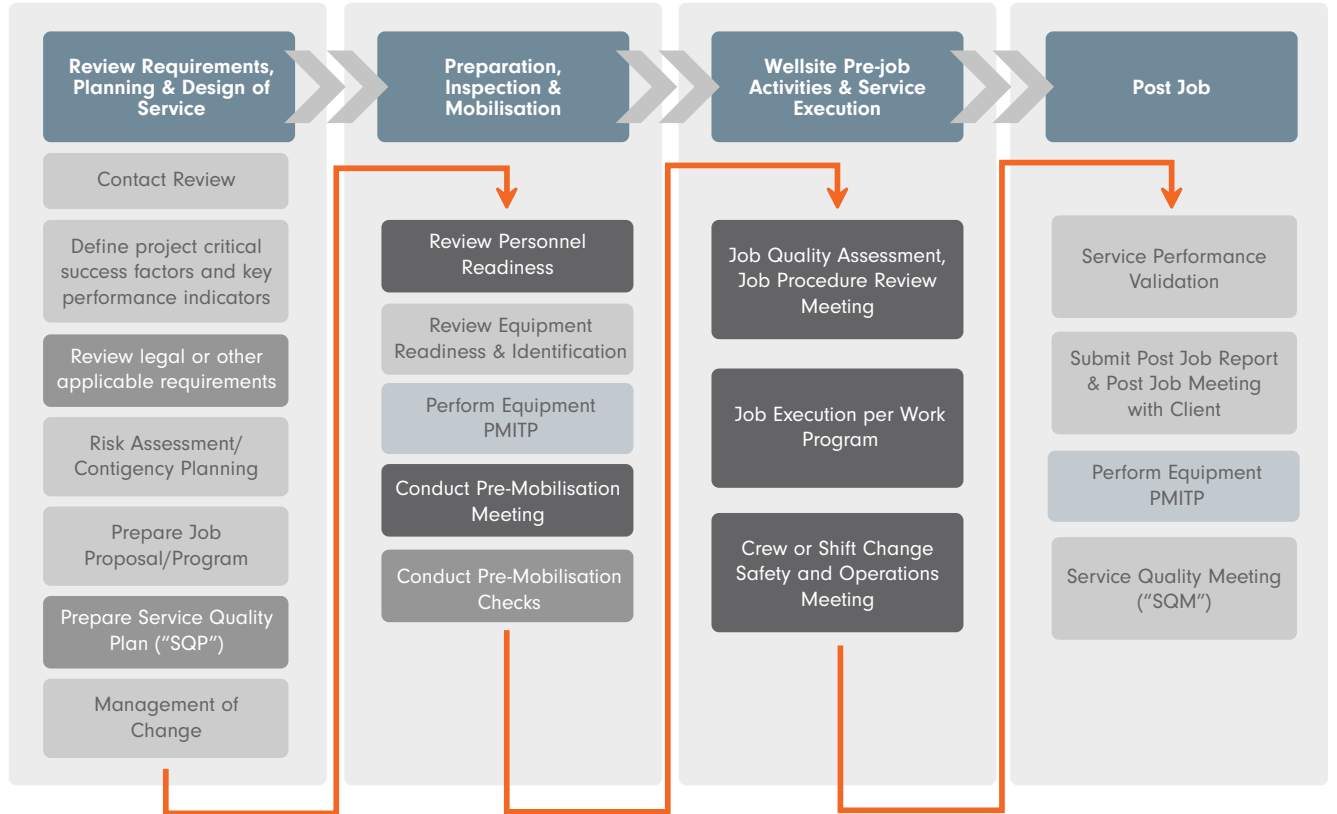 Review Requirements,
Planning & Design of
Service
Contact Review
Define project critical
success factors and key
performance indicators
Review legal or other
applicable requirements
Risk Assessment/
Contigency Planning
Prepare Job
Proposal/Program
Prepare Service Quality
Plan (“SQP”)
Management of
Change
Preparation,
Inspection &
Mobilisation
Review Personnel
Readiness
Review Equipment
Readiness & Identification
Perform Equipment
PMITP
Conduct Pre-Mobilisation
Meeting
Conduct Pre-Mobilisation
Checks
Wellsite Pre-job
Activities & Service
Execution
Job Quality Assessment,
Job Procedure Review
Meeting
Job Execution per Work
Program
Crew or Shift Change
Safety and Operations
Meeting
Post Job
Service Performance
Validation
Submit Post Job Report
& Post Job Meeting
with Client
Perform Equipment
PMITP
Service Quality Meeting
(“SQM”)